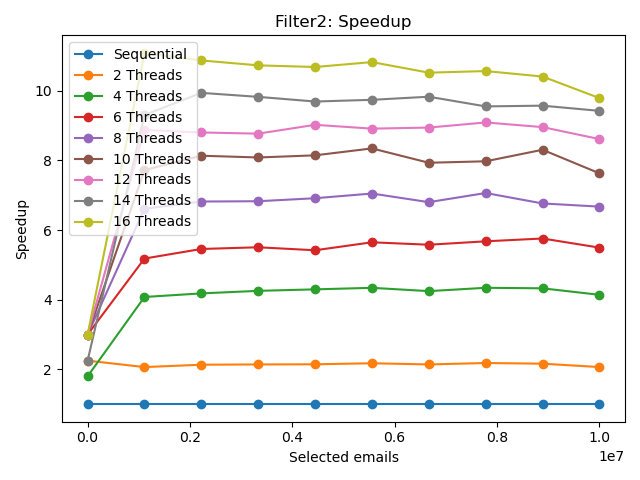 Filter2: Speedup
Sequential
2 Threads
4 Threads
6 Threads
8 Threads
10 Threads
12 Threads
14 Threads
16 Threads
Speedup
10
8
6
4
2
0.0 0.2 0.4 0.6 0.8 1.0
1e7
Selected emails